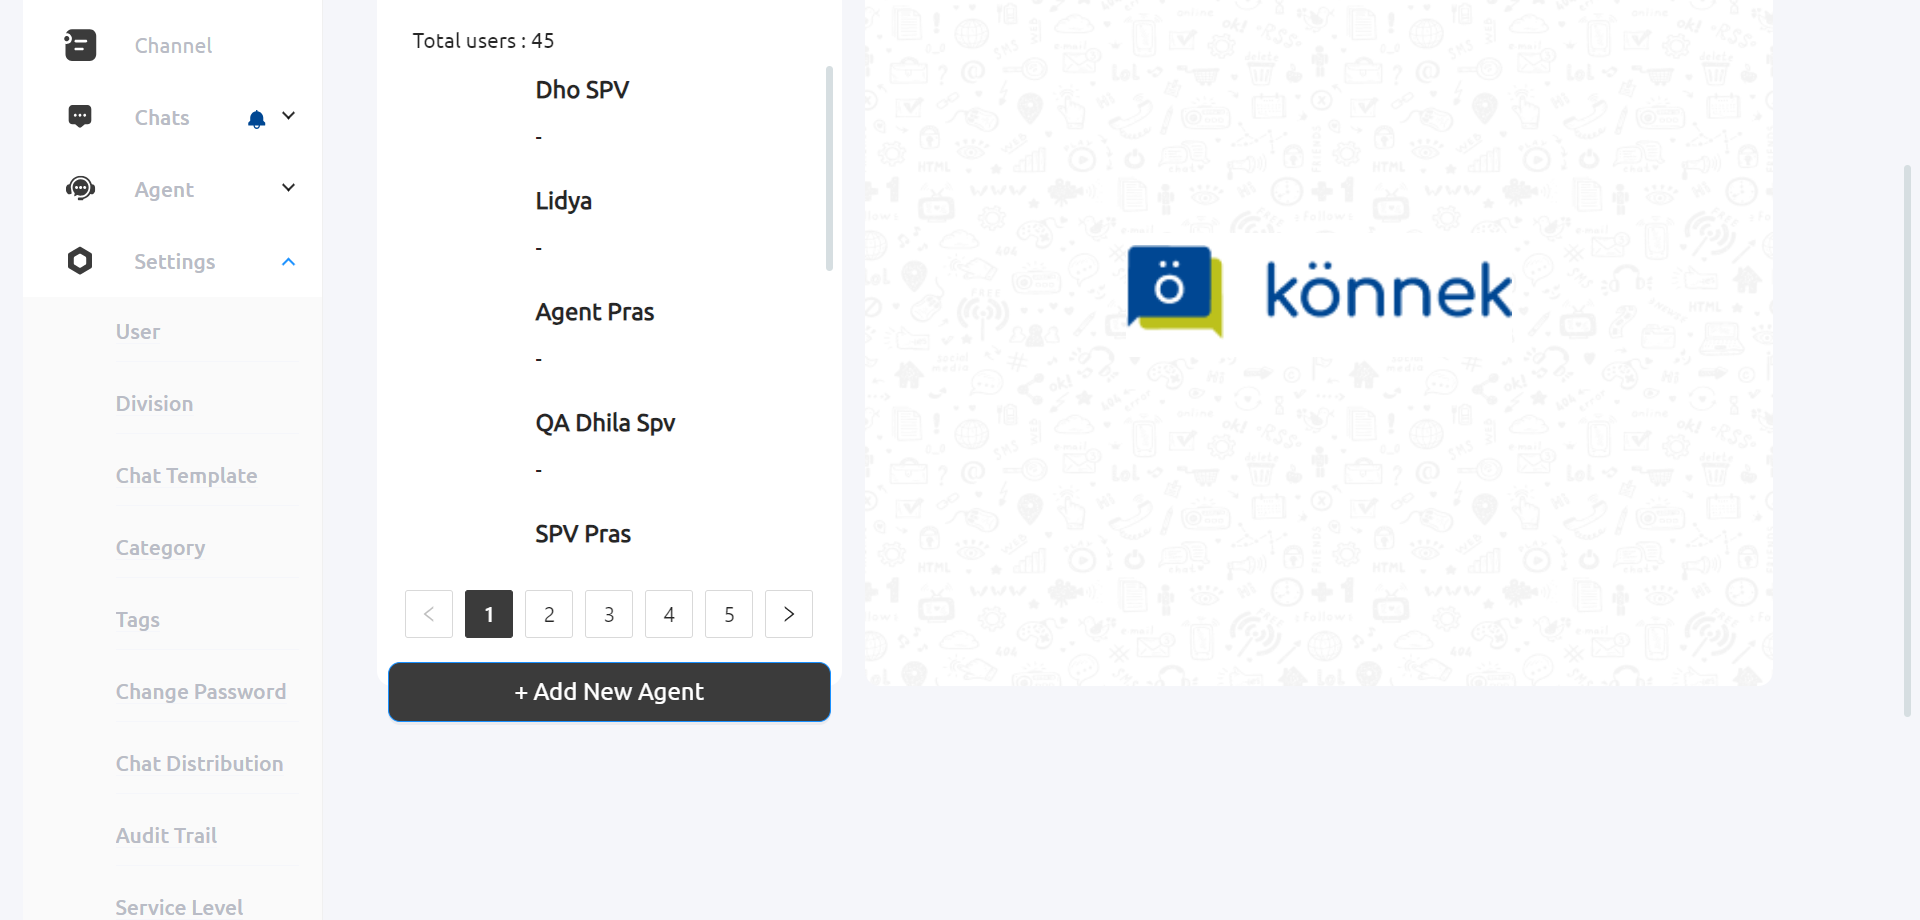 Channel
Chats
Agent
Settings
User
Division
Chat Template
Category
Tags
Change Password
Chat Distribution
Audit Trail
Service Level
Total users : 45
Dho SPV
-
Lidya
-
Agent Pras
-
QA Dhila Spv
-
SPV Pras
< 1 2 3 4 5 >
+ Add New Agent
ö könnek